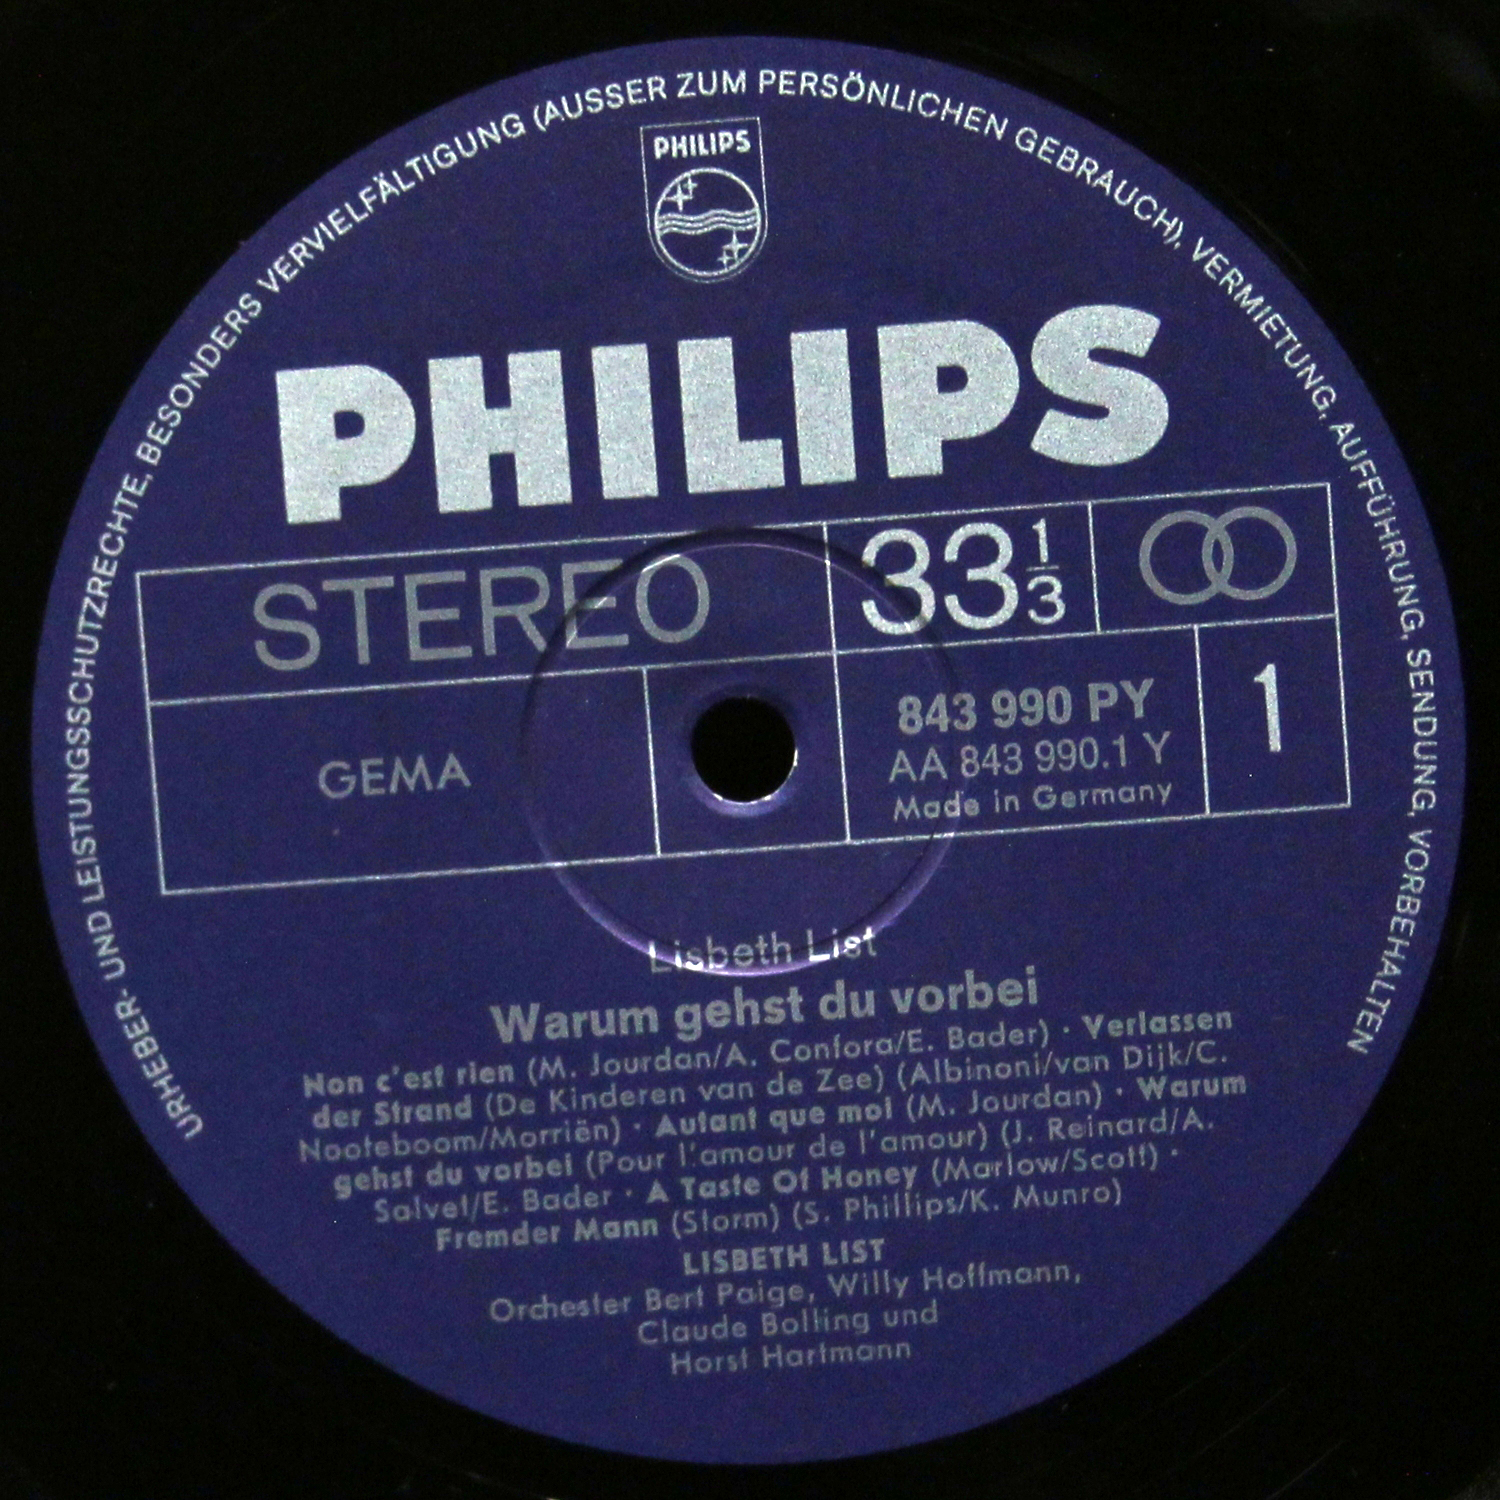 URHEBER- UND LEISTUNGSSCHUTZRECHTE, BESONDERS VERVIELFÄLTIGUNG (AUSSER ZUM PERSÖNLICHEN GEBRAUCH), VERMIETUNG, AUFFÜHRUNG, SENDUNG, VORBEHALTEN
PHILIPS
PHILIPS
STEREO
33 1/3
GEMA
843 990 PY
AA 843 990.1 Y
Made in Germany
1
Lisbeth List
Warum gehst du vorbei
Non c'est rien (M. Jourdan/A. Confora/E. Bader) · Verlassen
der Strand (De Kinderen van de Zee) (Albinoni/van Dijk/C.
Nooteboom/Morriën) · Autant que moi (M. Jourdan) · Warum
gehst du vorbei (Pour l'amour de l'amour) (J. Reinard/A.
Salvet/E. Bader · A Taste Of Honey (Marlow/Scott) ·
Fremder Mann (Storm) (S. Phillips/K. Munro)
LISBETH LIST
Orchester Bert Paige, Willy Hoffmann,
Claude Bolling und
Horst Hartmann